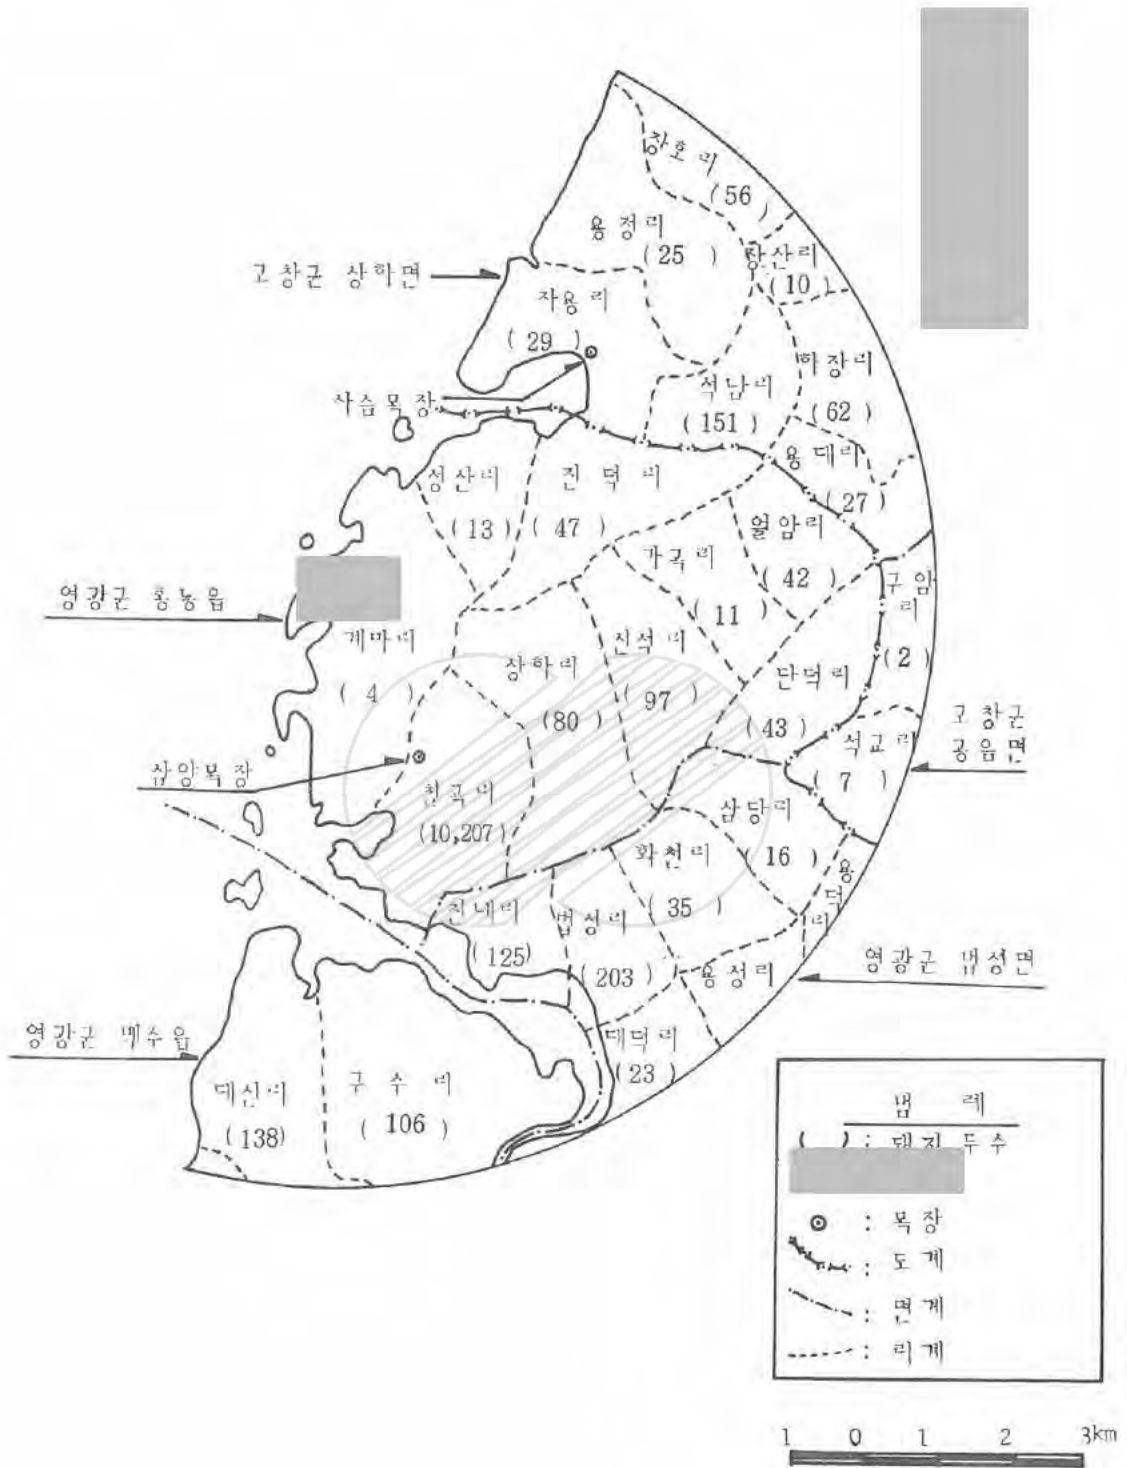 장호리
(56)
용정리
(25)
장산리
(10)
고창군 상하면
자용리
(29)
하장리
(62)
석남리
(151)
사슴목장
용대리
(27)
성산리
(13)
진덕리
(47)
월암리
(42)
가곡리
(11)
구암리
(2)
영광군 홍농읍
계마리
(4)
상하리
(80)
신석리
(97)
단덕리
(43)
고창군
공음면
석교리
(7)
삼양목장
칠곡리
(10,207)
삼당리
(16)
화천리
(35)
용덕리
진내리
(125)
법성리
(203)
용성리
영광군 법성면
대덕리
(23)
영광군 백수읍
대신리
(138)
구수리
(106)
범 례
( ) : 돼지 두수
: 목장
: 도계
: 면계
: 리계
1 0 1 2 3km